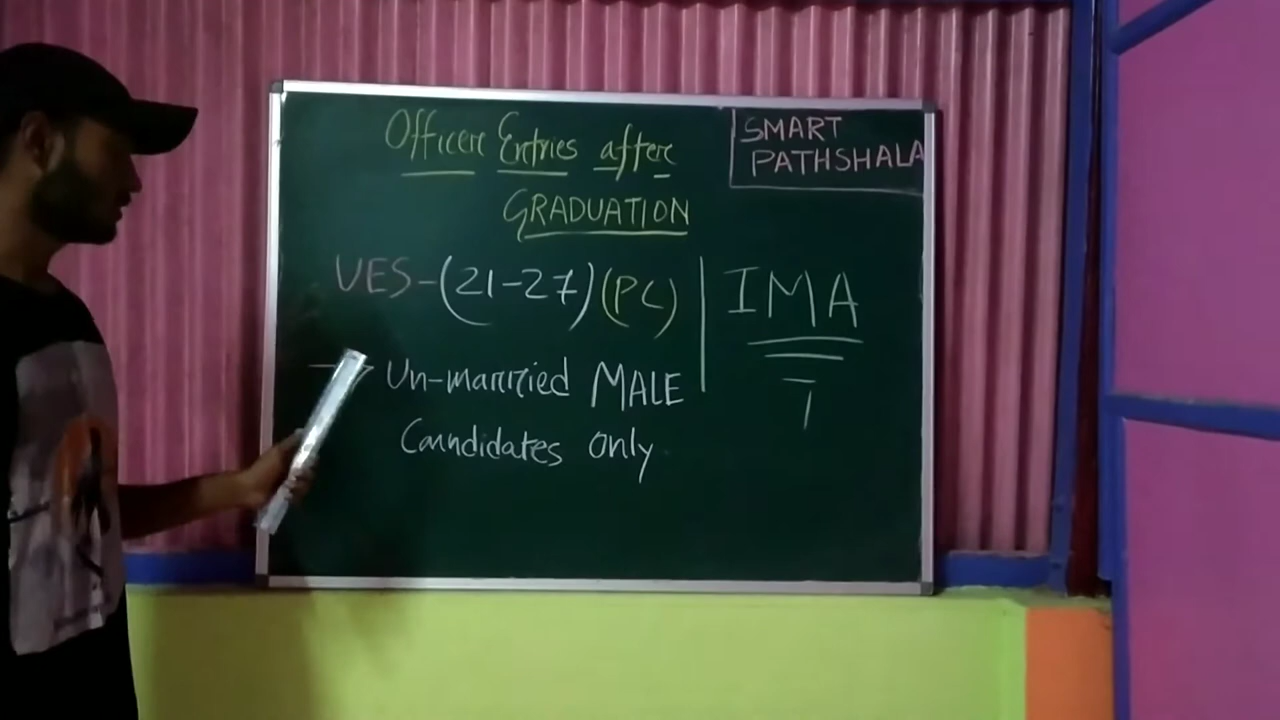 Officer Entries after
GRADUATION
SMART
PATHSHALA
UES-(21-27)(PC)
IMA
T
→ Un-married MALE
Candidates only